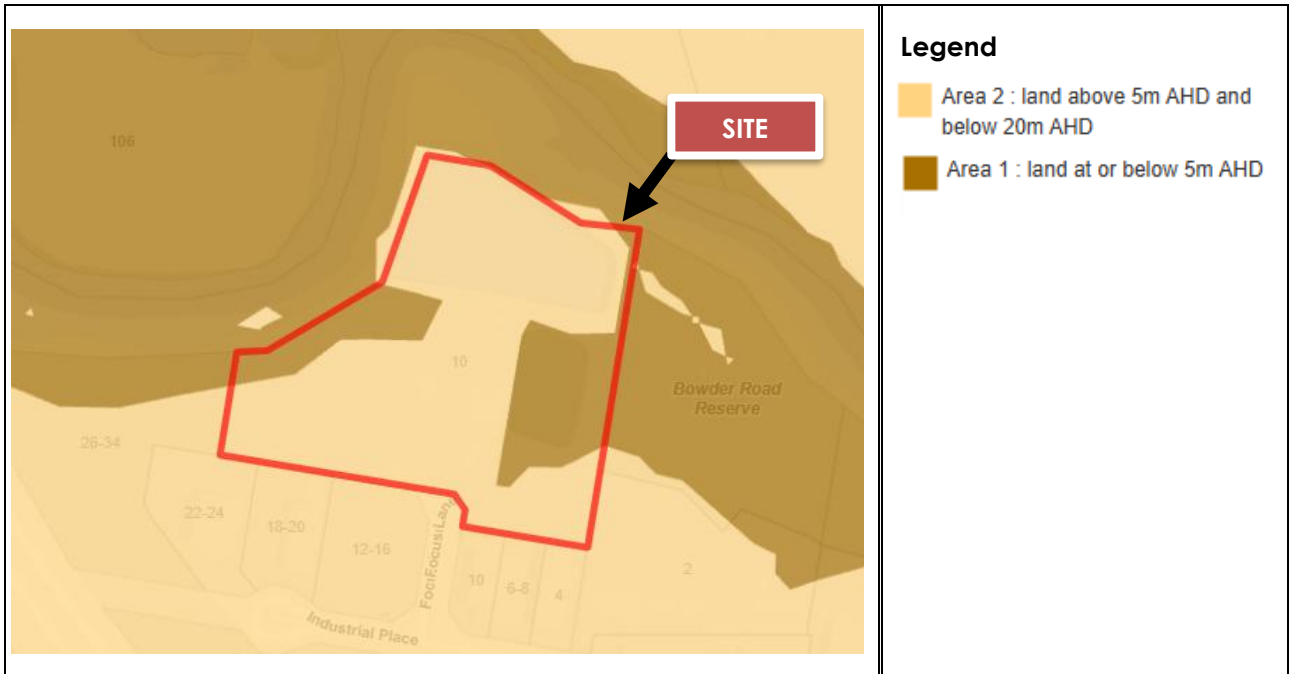 106
SITE
10
Bowder Road
Reserve
26-34
22-24
18-20
12-16
FociFocus Lane
10
6-8
4
2
Industrial Place
Legend
Area 2 : land above 5m AHD and
below 20m AHD
Area 1 : land at or below 5m AHD